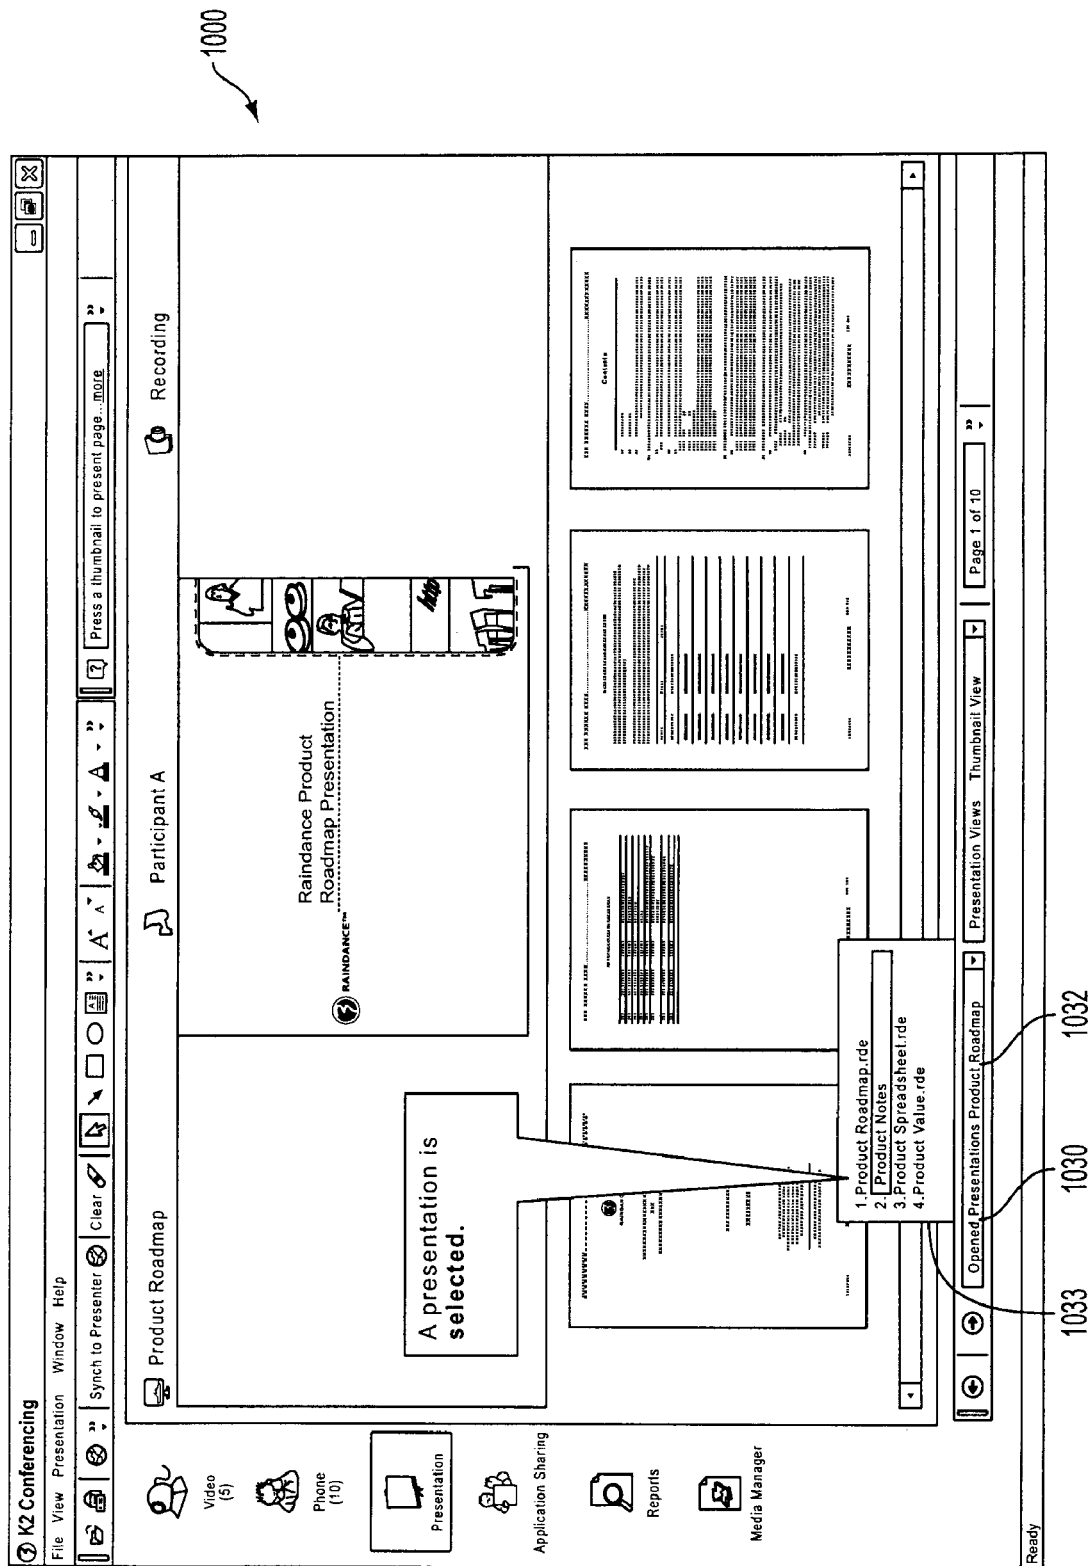 K2 Conferencing
File View Presentation Window Help
Synch to Presenter Clear
Press a thumbnail to present page...more
Product Roadmap
Participant A
Recording
Video
(5)
Phone
(10)
Presentation
Application Sharing
Reports
Media Manager
RAINDANCE™
Raindance Product
Roadmap Presentation
http
A presentation is
selected.
Contents
1.Product Roadmap.rde
2.Product Notes
3.Product Spreadsheet.rde
4.Product Value.rde
Opened Presentations Product Roadmap
Presentation Views Thumbnail View
Page 1 of 10
Ready
1000
1033
1030
1032